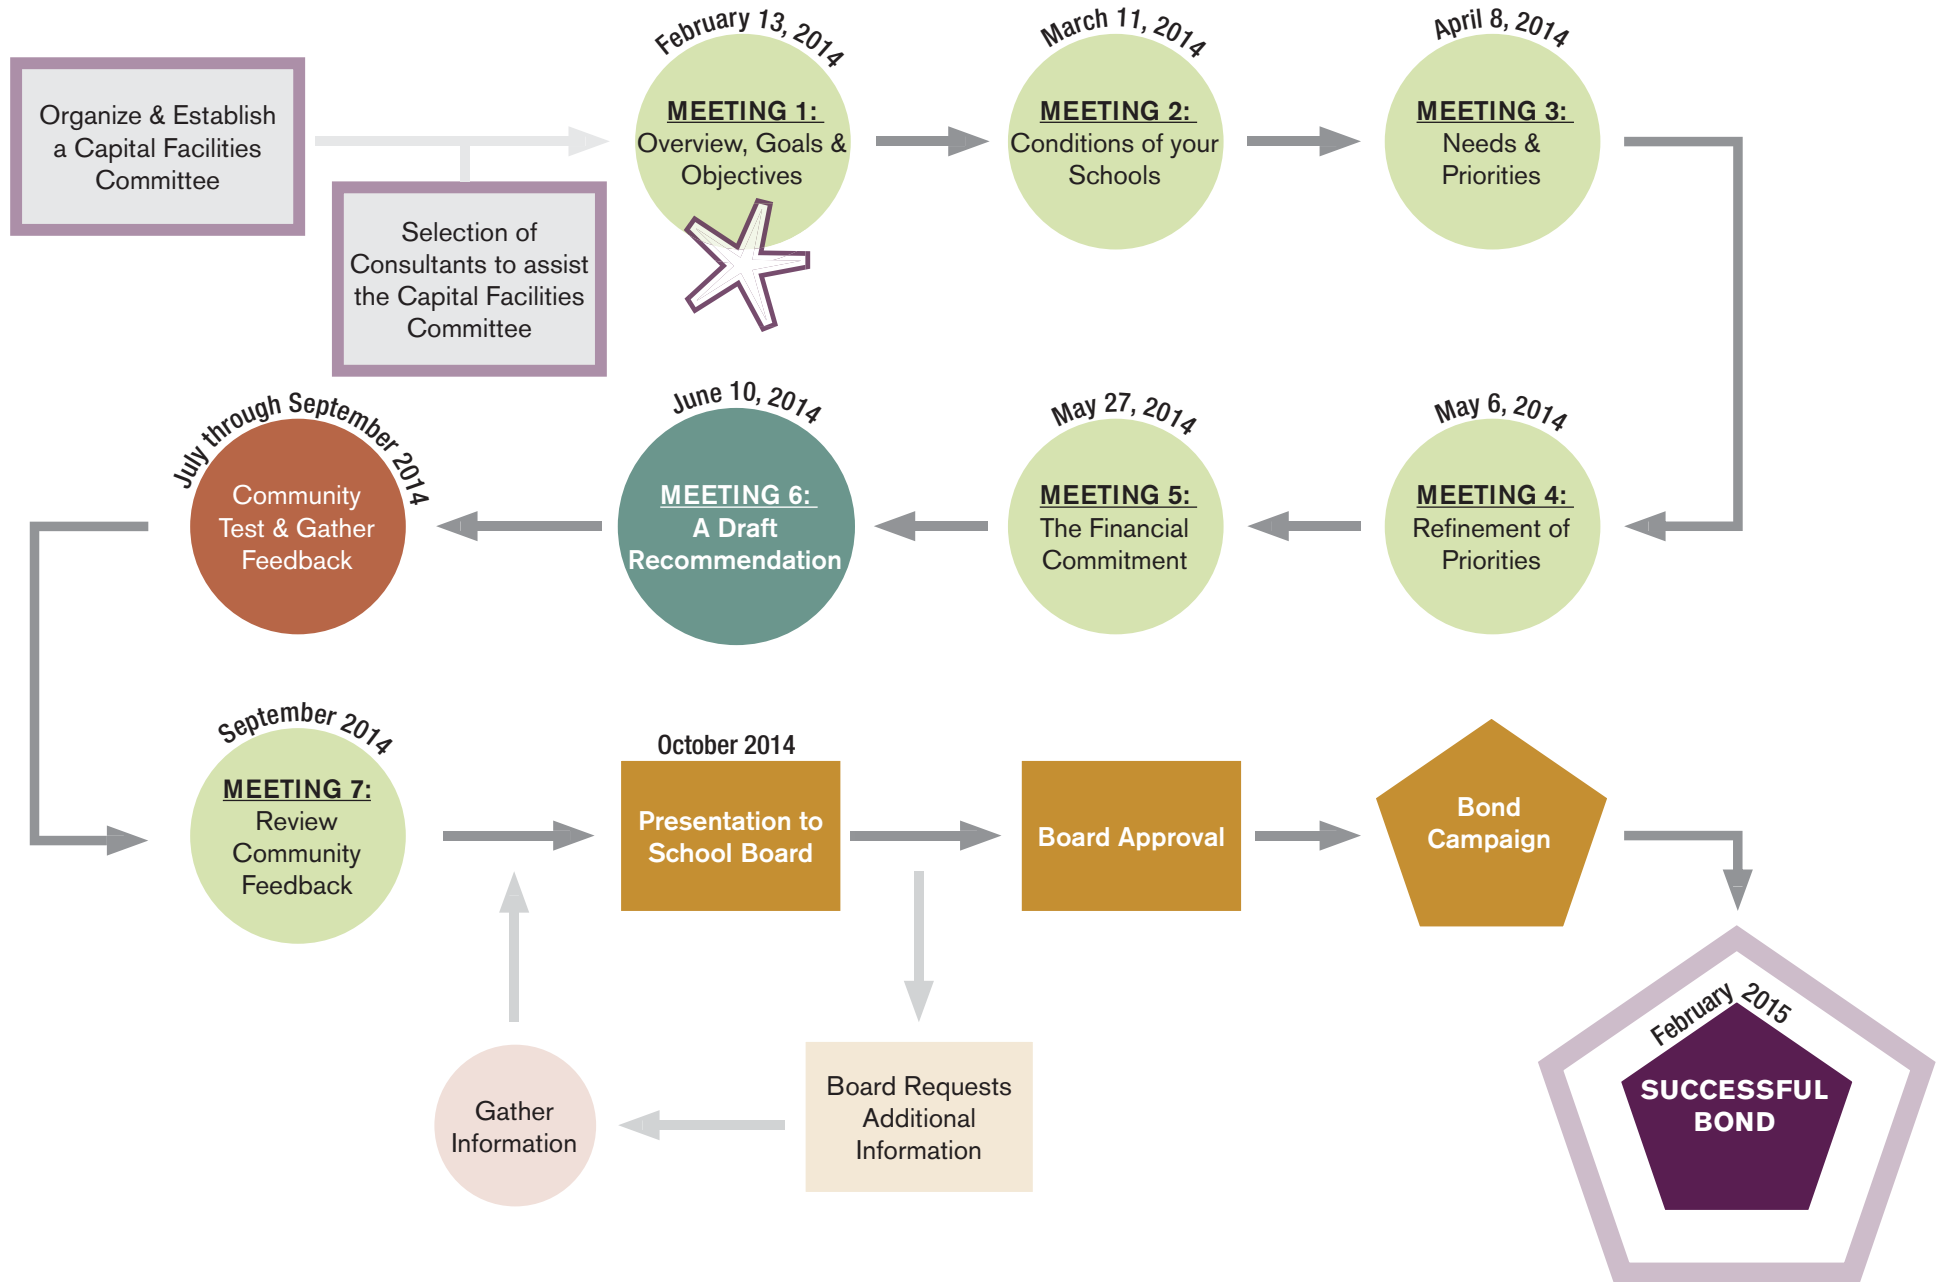 Organize & Establish
a Capital Facilities
Committee
Selection of
Consultants to assist
the Capital Facilities
Committee
February 13, 2014
MEETING 1:
Overview, Goals &
Objectives
March 11, 2014
MEETING 2:
Conditions of your
Schools
April 8, 2014
MEETING 3:
Needs &
Priorities
May 6, 2014
MEETING 4:
Refinement of
Priorities
May 27, 2014
MEETING 5:
The Financial
Commitment
June 10, 2014
MEETING 6:
A Draft
Recommendation
July through September 2014
Community
Test & Gather
Feedback
September 2014
MEETING 7:
Review
Community
Feedback
October 2014
Presentation to
School Board
Board Approval
Bond
Campaign
Board Requests
Additional
Information
Gather
Information
February 2015
SUCCESSFUL
BOND